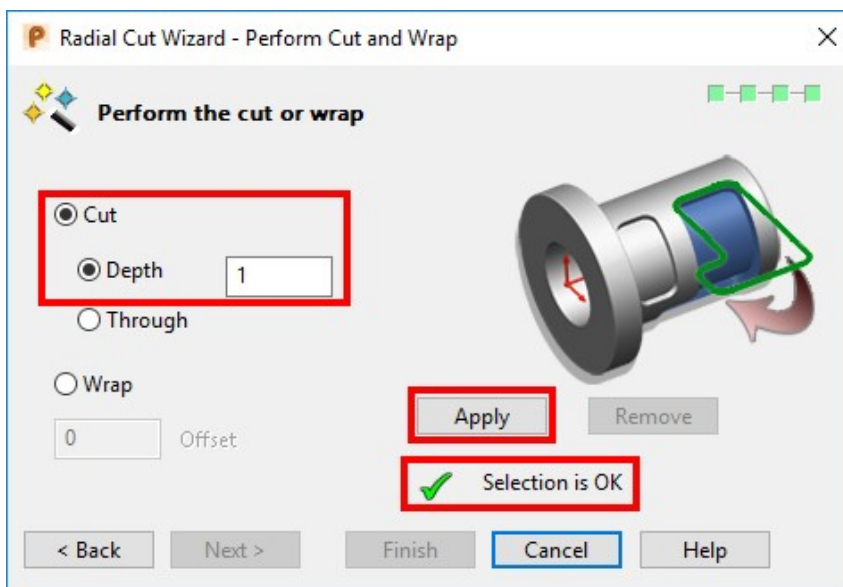 Radial Cut Wizard - Perform Cut and Wrap
Perform the cut or wrap
Cut
Depth 1
Through
Wrap
0 Offset
Apply Remove
Selection is OK
< Back Next > Finish Cancel Help